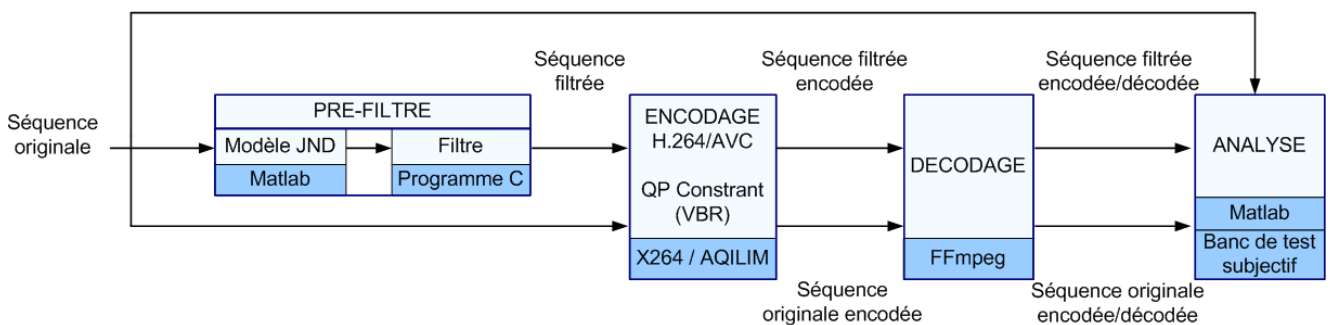 Séquence
originale
PRE-FILTRE
Modèle JND
Matlab
Filtre
Programme C
Séquence
filtrée
ENCODAGE
H.264/AVC
QP Constrant
(VBR)
X264 / AQILIM
Séquence filtrée
encodée
Séquence
originale encodée
DECODAGE
FFmpeg
Séquence filtrée
encodée/décodée
Séquence originale
encodée/décodée
ANALYSE
Matlab
Banc de test
subjectif